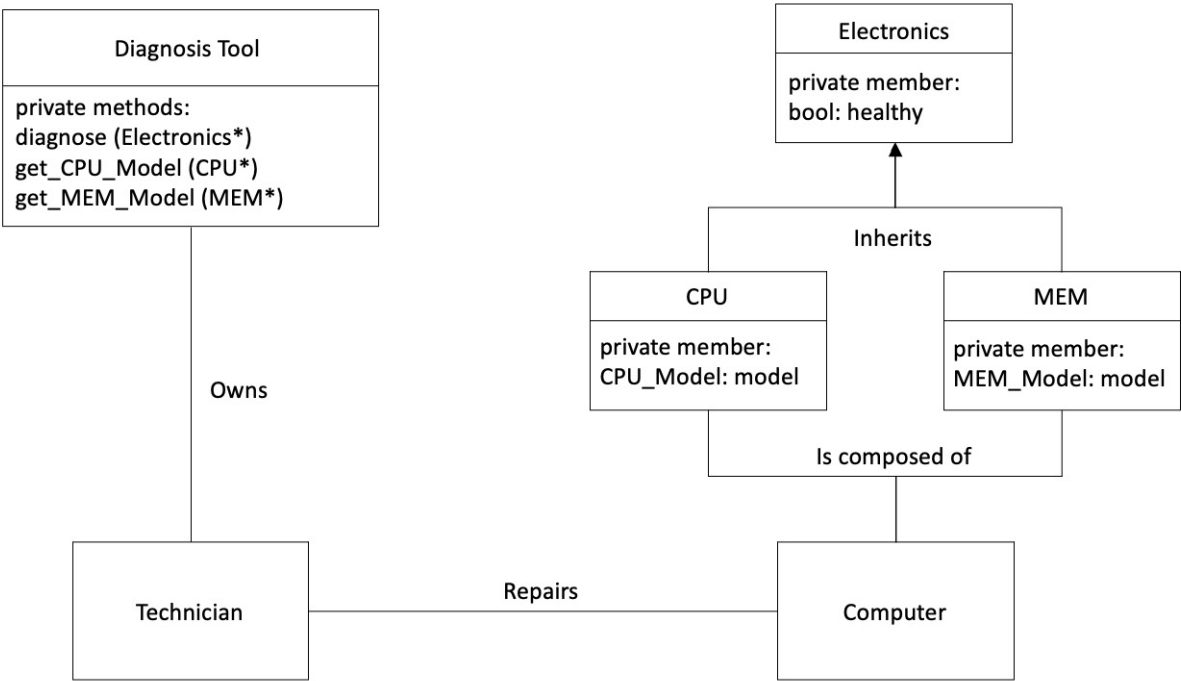 Diagnosis Tool
private methods:
diagnose (Electronics*)
get_CPU_Model (CPU*)
get_MEM_Model (MEM*)
Electronics
private member:
bool: healthy
Inherits
CPU
private member:
CPU_Model: model
MEM
private member:
MEM_Model: model
Owns
Is composed of
Technician
Repairs
Computer